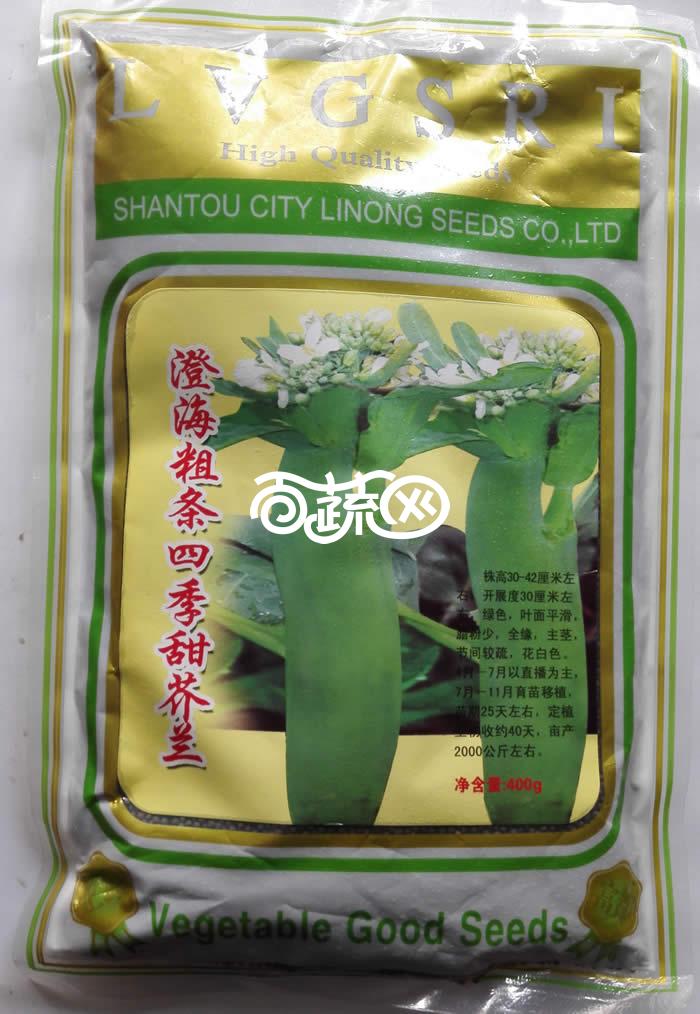 LVGSRI
High Quality
SHANTOU CITY LINONG SEEDS CO.,LTD
澄海粗条四季甜芥兰
百蔬网
株高30-42厘米左
右，开展度30厘米左
绿色，叶面平滑，
粉少，全缘，主茎，
节间较疏，花白色。
月-7月以直播为主，
7月-11月育苗移植，
苗期25天左右，定植
收约40天，亩产
2000公斤左右。
净含量:400g
Vegetable Good Seeds